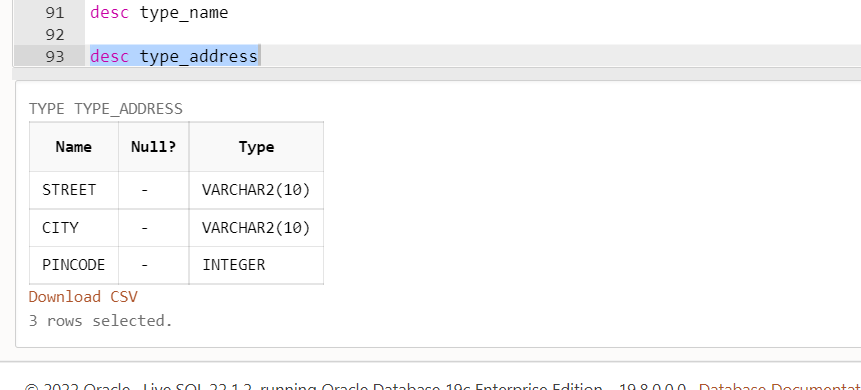 91 desc type_name
92
93 desc type_address
TYPE TYPE_ADDRESS
Name Null? Type
STREET - VARCHAR2(10)
CITY - VARCHAR2(10)
PINCODE - INTEGER
Download CSV
3 rows selected.
© 2022 Oracle · Live SQL 22.1.2, running Oracle Database 19c Enterprise Edition - 19.8.0.0.0 · Database Documentat